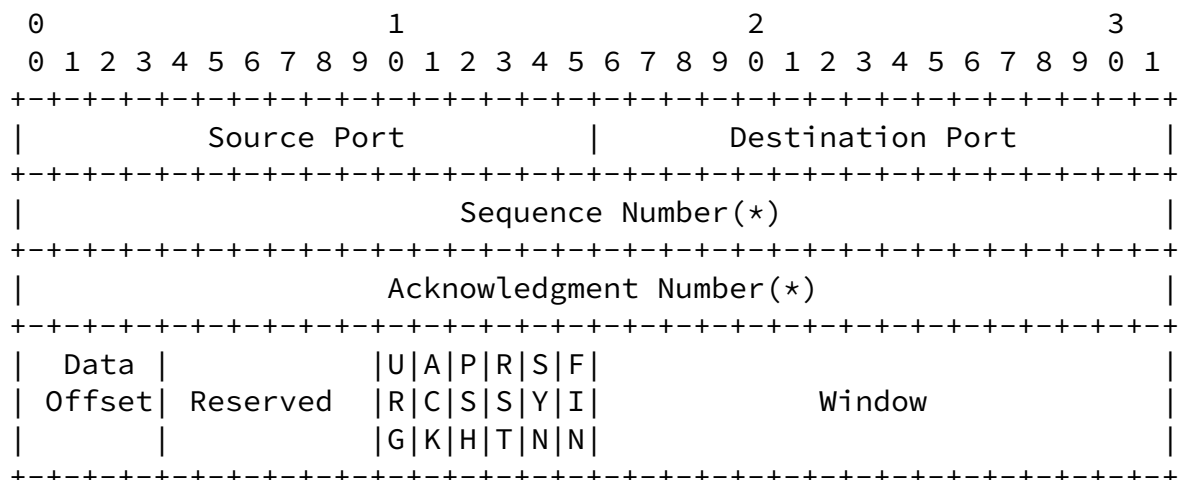 0                   1                   2                   3
 0 1 2 3 4 5 6 7 8 9 0 1 2 3 4 5 6 7 8 9 0 1 2 3 4 5 6 7 8 9 0 1
+-+-+-+-+-+-+-+-+-+-+-+-+-+-+-+-+-+-+-+-+-+-+-+-+-+-+-+-+-+-+-+-+
|          Source Port          |       Destination Port        |
+-+-+-+-+-+-+-+-+-+-+-+-+-+-+-+-+-+-+-+-+-+-+-+-+-+-+-+-+-+-+-+-+
|                        Sequence Number(*)                     |
+-+-+-+-+-+-+-+-+-+-+-+-+-+-+-+-+-+-+-+-+-+-+-+-+-+-+-+-+-+-+-+-+
|                    Acknowledgment Number(*)                   |
+-+-+-+-+-+-+-+-+-+-+-+-+-+-+-+-+-+-+-+-+-+-+-+-+-+-+-+-+-+-+-+-+
|  Data |           |U|A|P|R|S|F|                               |
| Offset| Reserved  |R|C|S|S|Y|I|            Window             |
|       |           |G|K|H|T|N|N|                               |
+-+-+-+-+-+-+-+-+-+-+-+-+-+-+-+-+-+-+-+-+-+-+-+-+-+-+-+-+-+-+-+-+